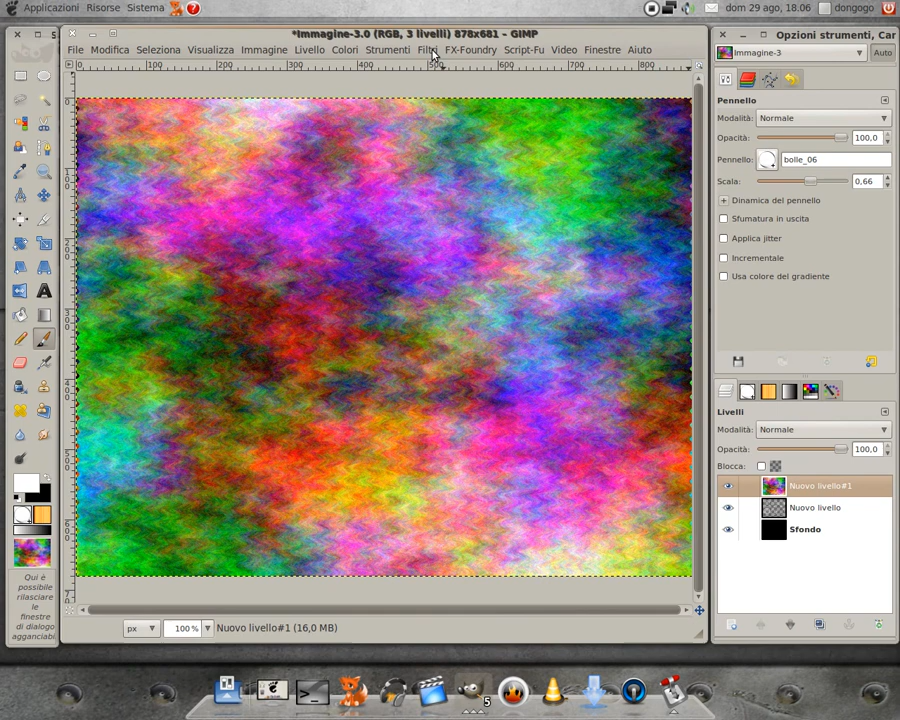 Applicazioni Risorse Sistema dom 29 ago, 18.06 dongogo
*Immagine-3.0 (RGB, 3 livelli) 878x681 – GIMP
Opzioni strumenti, Car
File Modifica Seleziona Visualizza Immagine Livello Colori Strumenti Filtri FX-Foundry Script-Fu Video Finestre Aiuto
Immagine-3 Auto
0 100 200 300 400 500 600 700 800
Pennello
Modalità: Normale
Opacità: 100,0
Pennello: bolle_06
Scala: 0,66
Dinamica del pennello
Sfumatura in uscita
Applica jitter
Incrementale
Usa colore del gradiente
Livelli
Modalità: Normale
Opacità: 100,0
Blocca:
Nuovo livello#1
Nuovo livello
Sfondo
Qui è
possibile
rilasciare
le
finestre
di dialogo
agganciabi
px 100% Nuovo livello#1 (16,0 MB)
5